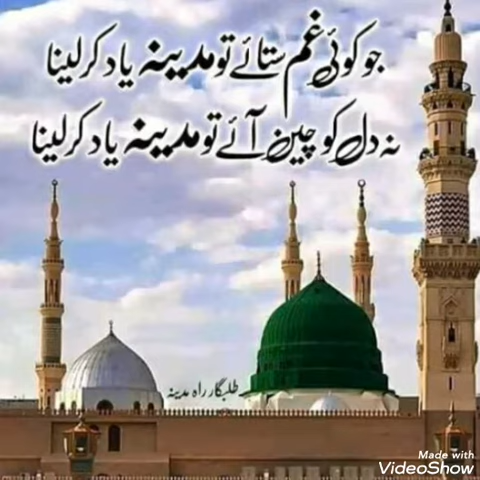 جو کوئی غم ستائے تو مدینہ یاد کر لینا
نہ دل کو چین آئے تو مدینہ یاد کر لینا
طلبگار راہ مدینہ
Made with
VideoShow